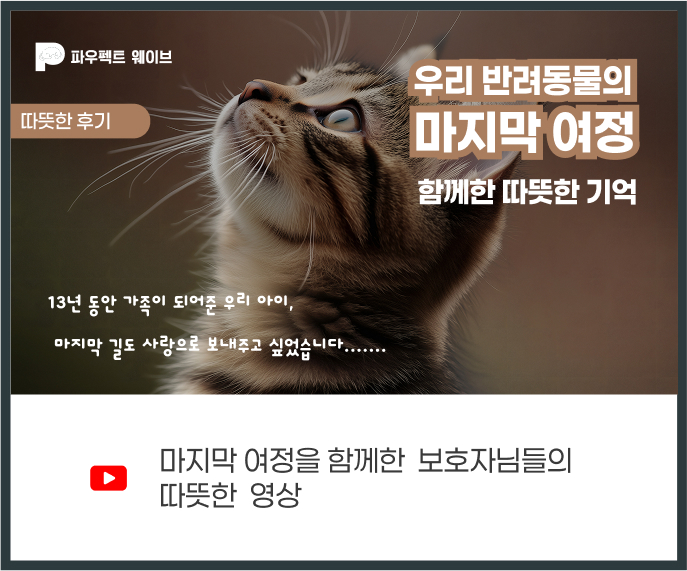 파우펙트 웨이브
따뜻한 후기
우리 반려동물의
마지막 여정
함께한 따뜻한 기억
13년 동안 가족이 되어준 우리 아이,
마지막 길도 사랑으로 보내주고 싶었습니다.......
마지막 여정을 함께한 보호자님들의
따뜻한 영상